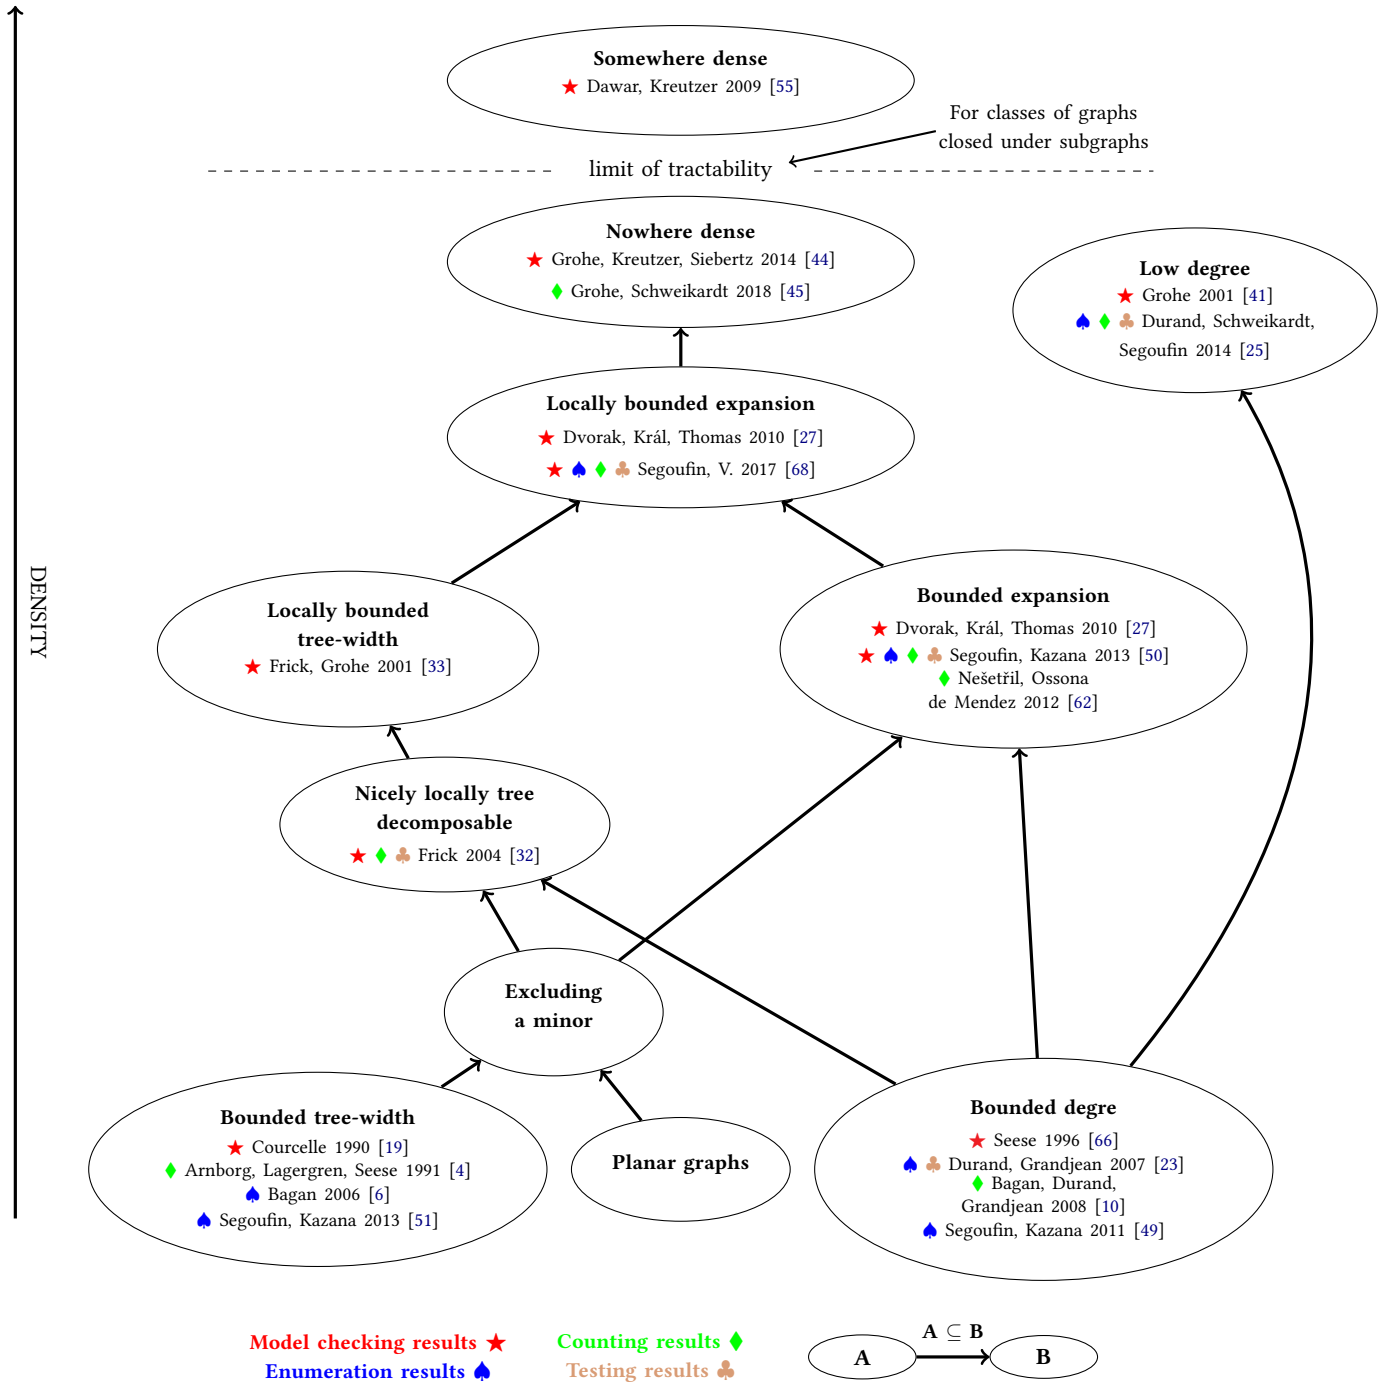 Somewhere dense
★ Dawar, Kreutzer 2009 [55]
For classes of graphs
closed under subgraphs
limit of tractability
Nowhere dense
★ Grohe, Kreutzer, Siebertz 2014 [44]
♦ Grohe, Schweikardt 2018 [45]
Low degree
★ Grohe 2001 [41]
♠ ♦ ♣ Durand, Schweikardt,
Segoufin 2014 [25]
Locally bounded expansion
★ Dvorak, Král, Thomas 2010 [27]
★ ♠ ♦ ♣ Segoufin, V. 2017 [68]
DENSITY
Locally bounded
tree-width
★ Frick, Grohe 2001 [33]
Bounded expansion
★ Dvorak, Král, Thomas 2010 [27]
★ ♠ ♦ ♣ Segoufin, Kazana 2013 [50]
♦ Nešetřil, Ossona
de Mendez 2012 [62]
Nicely locally tree
decomposable
★ ♦ ♣ Frick 2004 [32]
Excluding
a minor
Bounded tree-width
★ Courcelle 1990 [19]
♦ Arnborg, Lagergren, Seese 1991 [4]
♠ Bagan 2006 [6]
♠ Segoufin, Kazana 2013 [51]
Planar graphs
Bounded degre
★ Seese 1996 [66]
♠ ♣ Durand, Grandjean 2007 [23]
♦ Bagan, Durand,
Grandjean 2008 [10]
♠ Segoufin, Kazana 2011 [49]
Model checking results ★
Enumeration results ♠
Counting results ♦
Testing results ♣
A ⊆ B
A
B